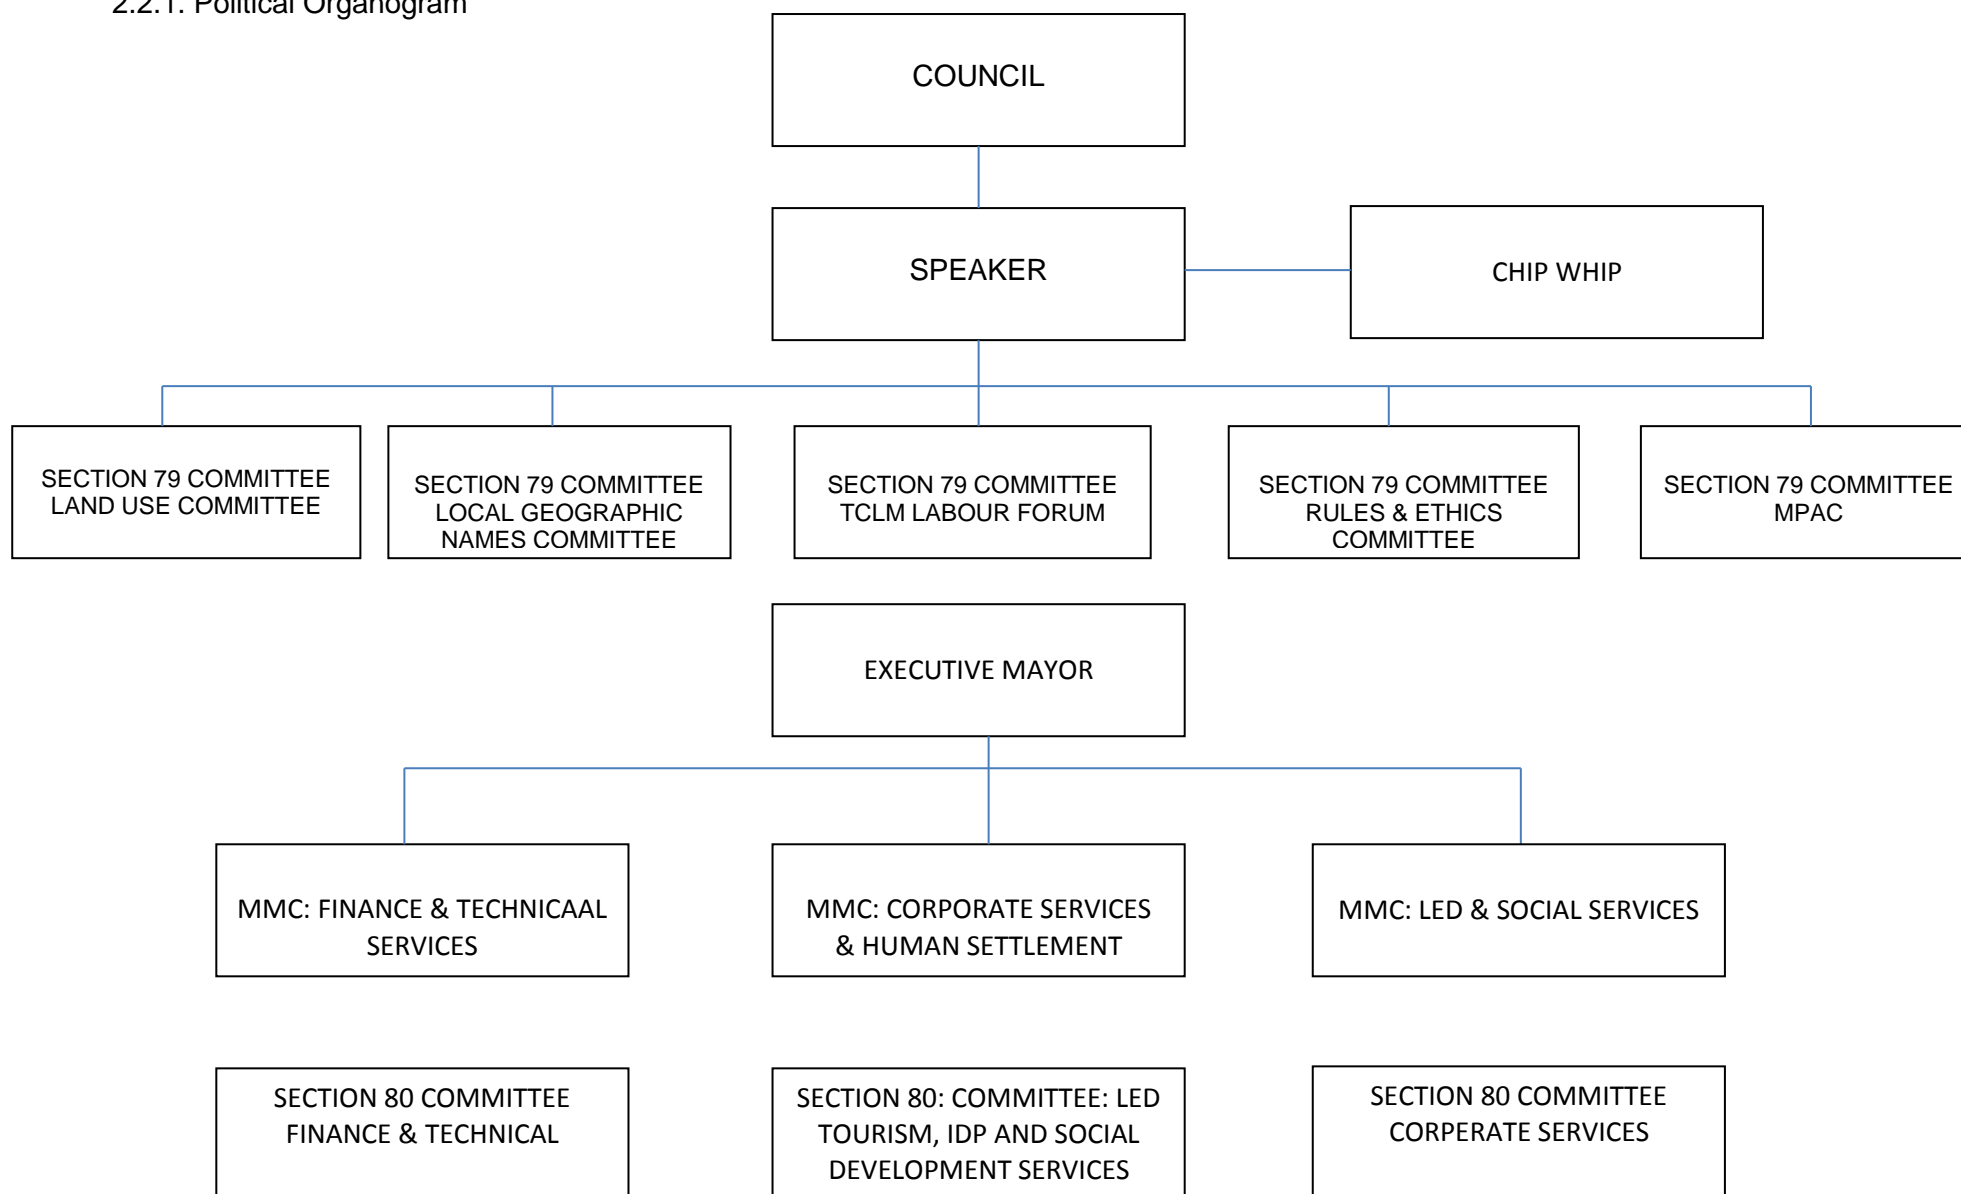 2.2.1. Political Organogram
COUNCIL
SPEAKER
CHIP WHIP
SECTION 79 COMMITTEE
LAND USE COMMITTEE
SECTION 79 COMMITTEE
LOCAL GEOGRAPHIC
NAMES COMMITTEE
SECTION 79 COMMITTEE
TCLM LABOUR FORUM
SECTION 79 COMMITTEE
RULES & ETHICS
COMMITTEE
SECTION 79 COMMITTEE
MPAC
EXECUTIVE MAYOR
MMC: FINANCE & TECHNICAAL
SERVICES
MMC: CORPORATE SERVICES
& HUMAN SETTLEMENT
MMC: LED & SOCIAL SERVICES
SECTION 80 COMMITTEE
FINANCE & TECHNICAL
SECTION 80: COMMITTEE: LED
TOURISM, IDP AND SOCIAL
DEVELOPMENT SERVICES
SECTION 80 COMMITTEE
CORPERATE SERVICES